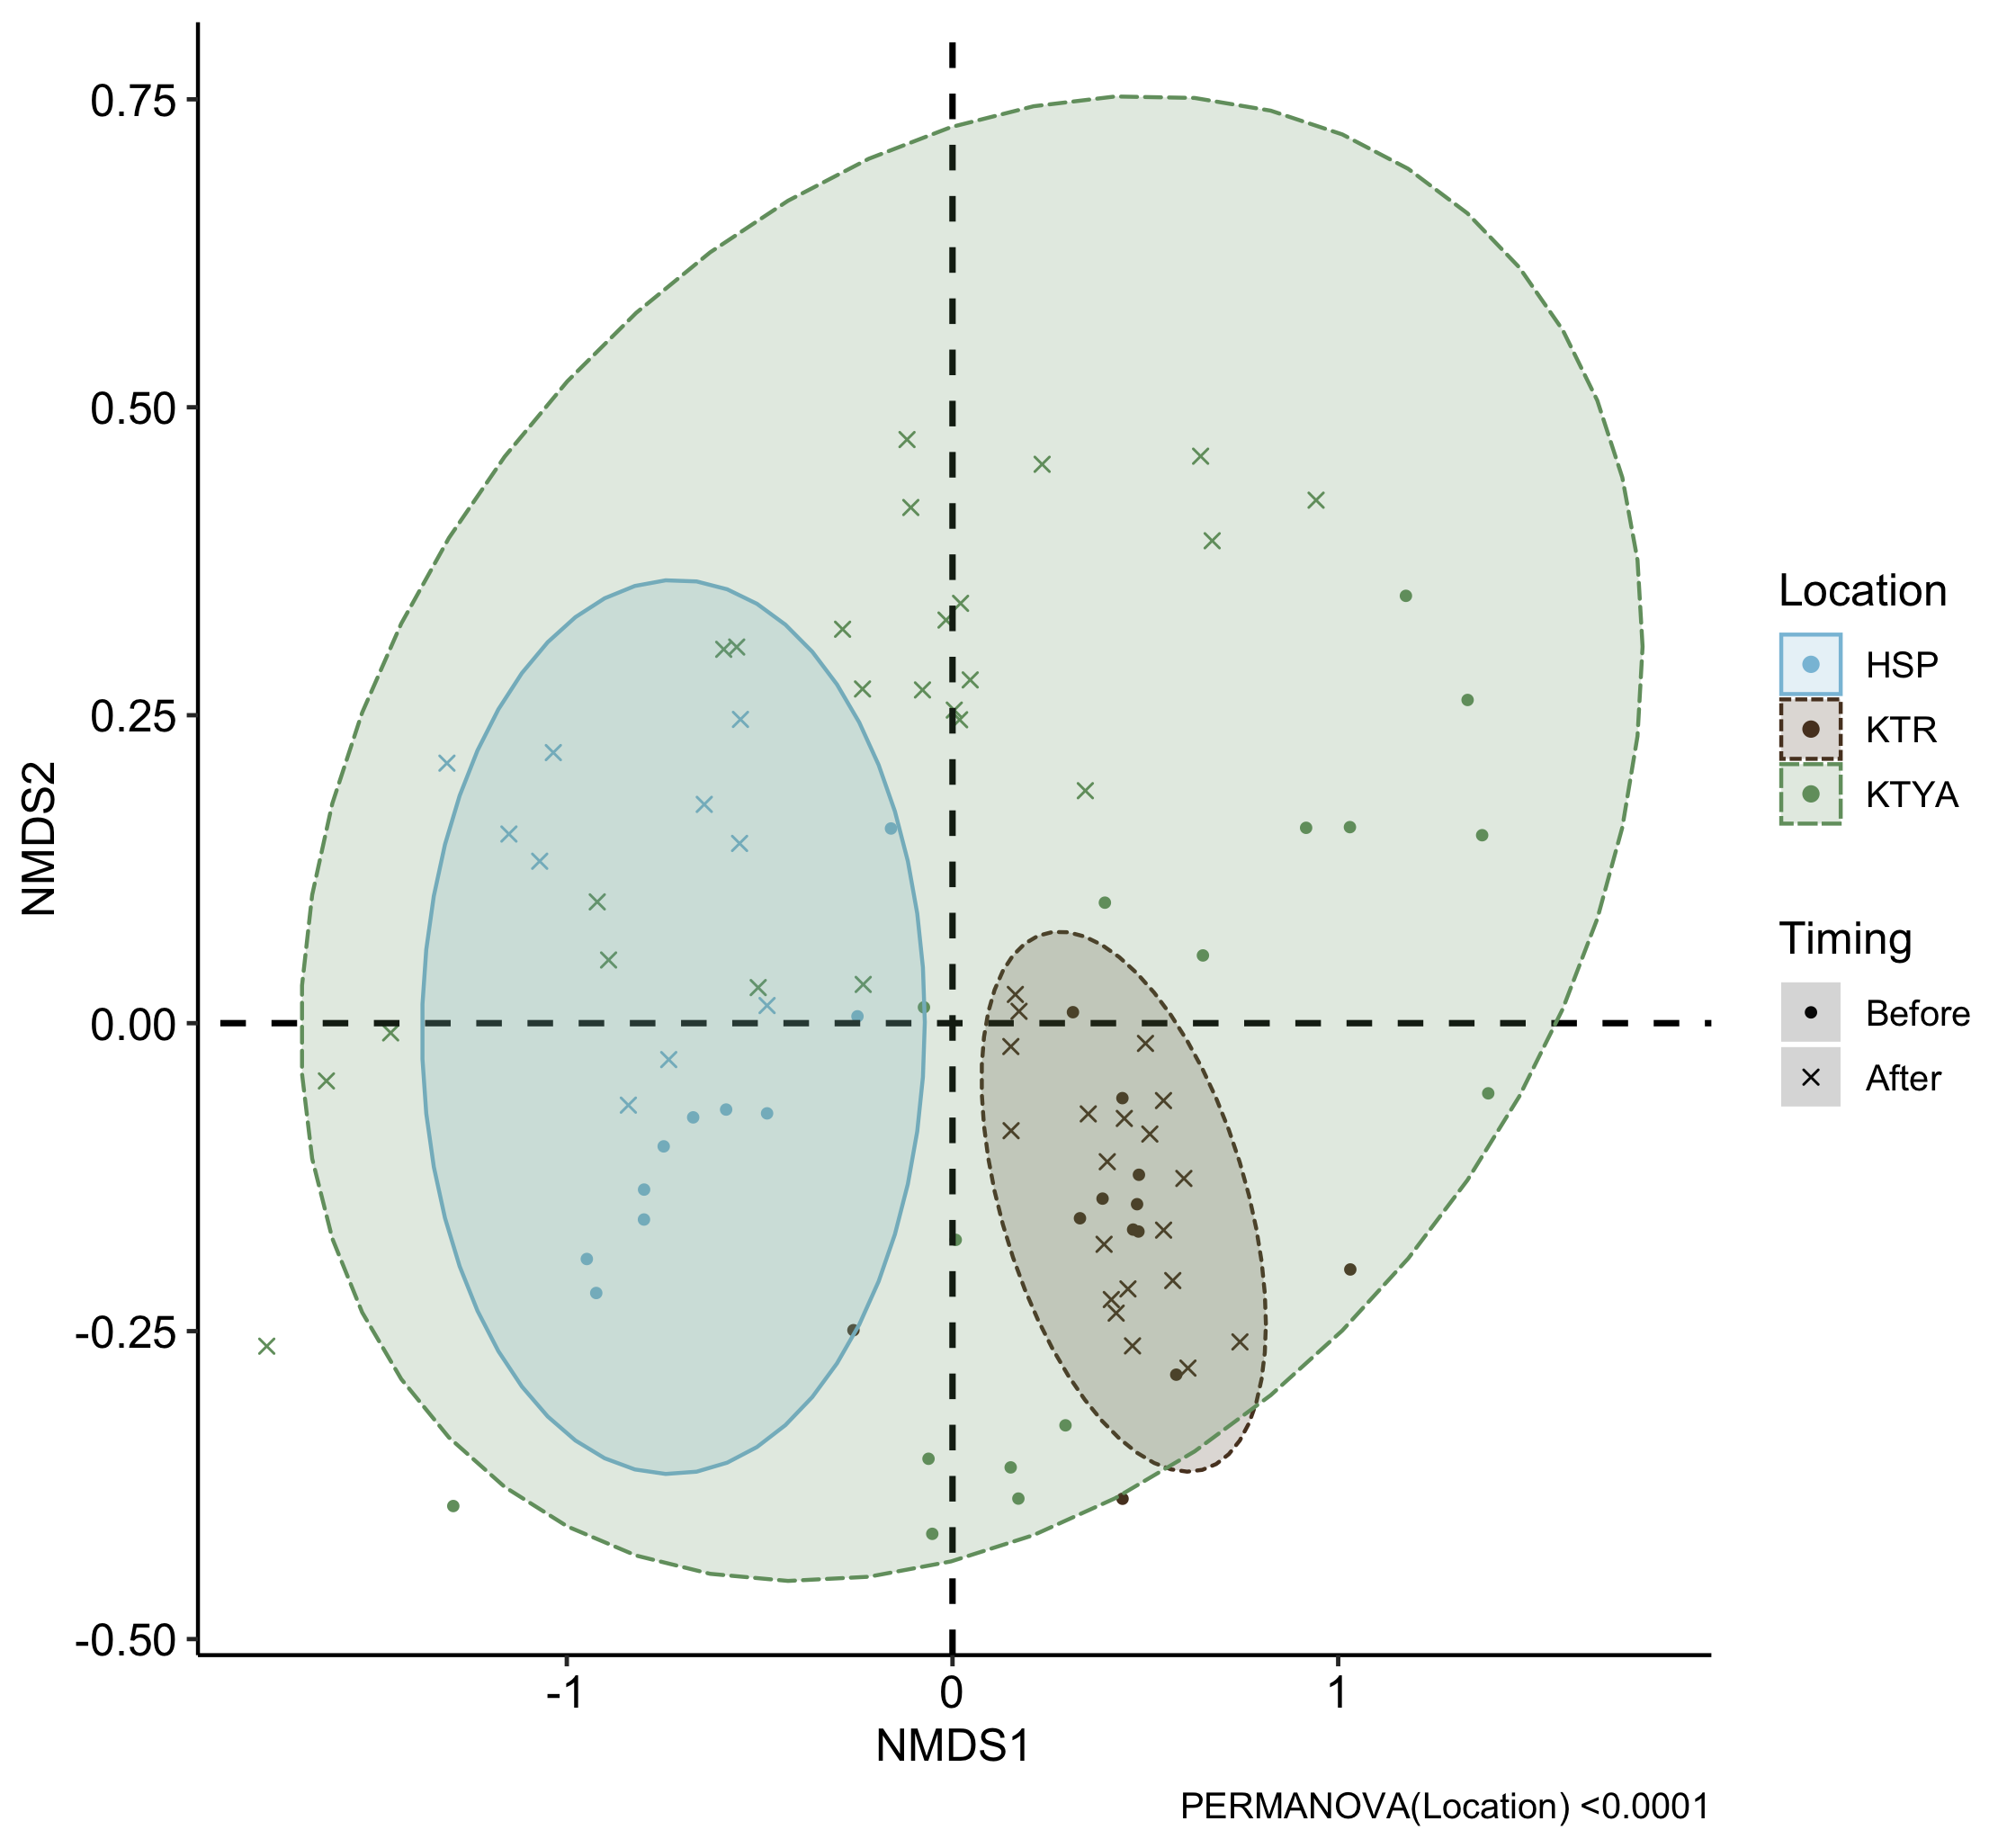 0.75
0.50
0.25
0.00
-0.25
-0.50
NMDS2
-1
0
1
NMDS1
PERMANOVA(Location) <0.0001
Location
HSP
KTR
KTYA
Timing
Before
After